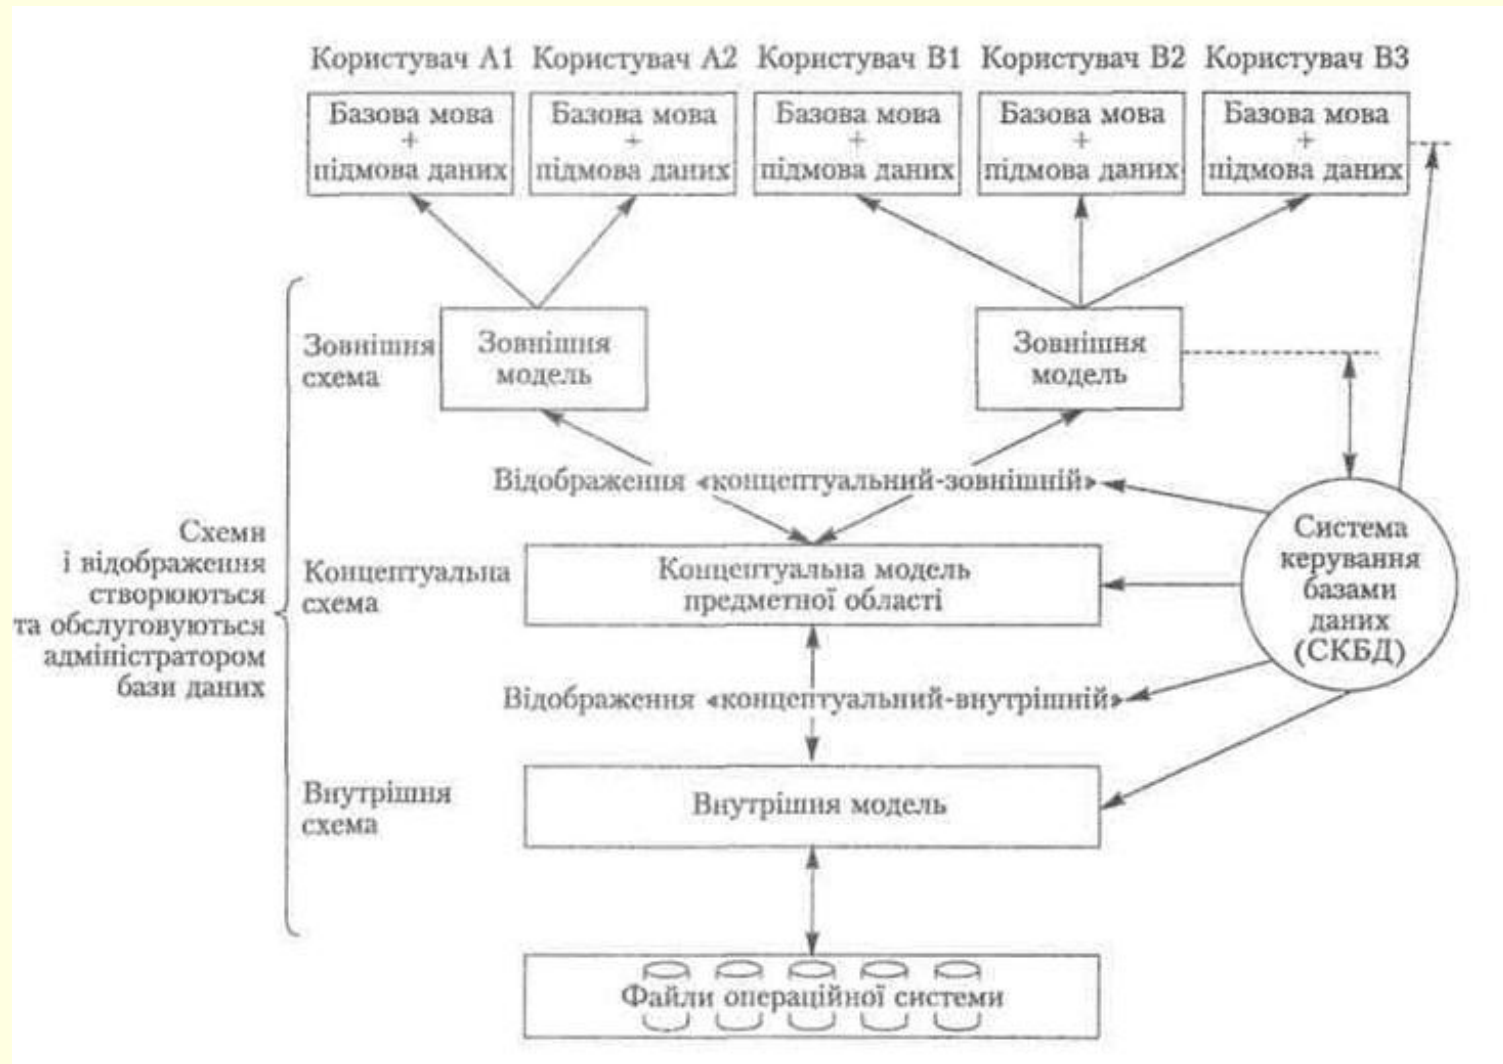 Користувач А1 Користувач А2 Користувач В1 Користувач В2 Користувач В3
Базова мова
+
підмова даних
Базова мова
+
підмова даних
Базова мова
+
підмова даних
Базова мова
+
підмова даних
Базова мова
+
підмова даних
Зовнішня
схема
Зовнішня
модель
Зовнішня
модель
Відображення «концептуальний-зовнішній»
Схеми
і відображення
створюються
та обслуговуються
адміністратором
бази даних
Концептуальна
схема
Концептуальна модель
предметної області
Система
керування
базами
даних
(СКБД)
Відображення «концептуальний-внутрішній»
Внутрішня
схема
Внутрішня модель
Файли операційної системи